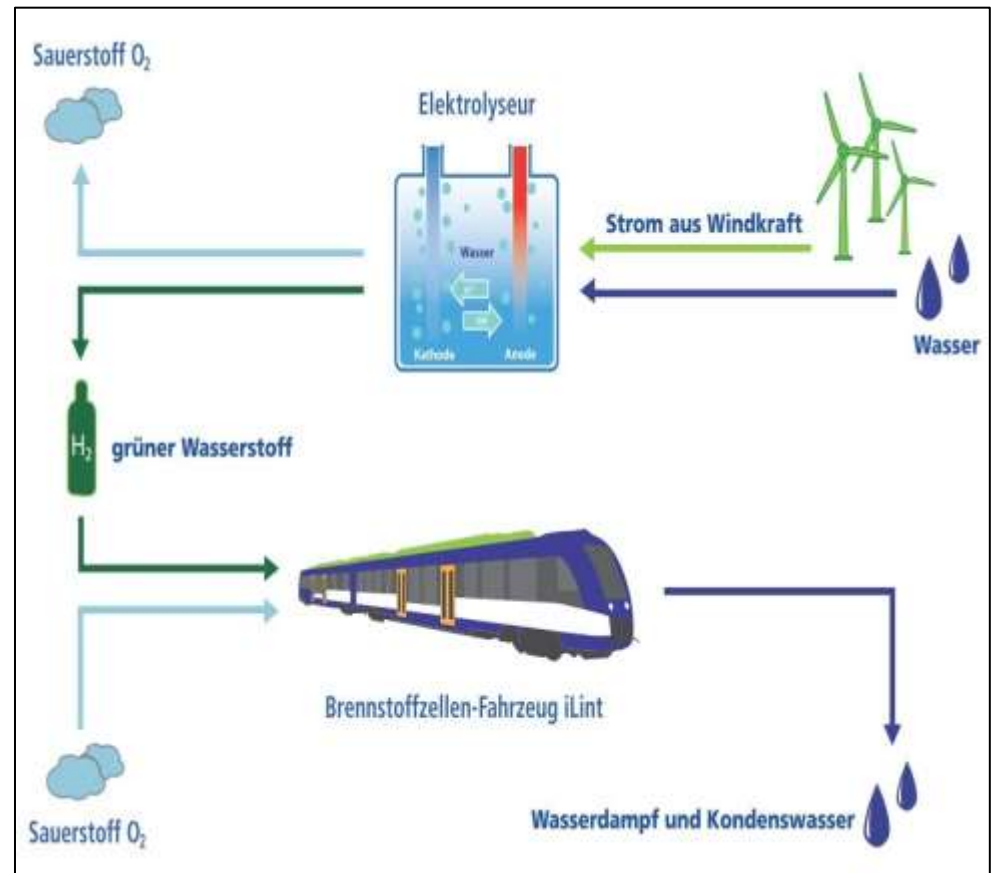 Sauerstoff O₂
Elektrolyseur
Strom aus Windkraft
Wasser
Kathode
Anode
Wasser
H₂
grüner Wasserstoff
Brennstoffzellen-Fahrzeug iLint
Sauerstoff O₂
Wasserdampf und Kondenswasser